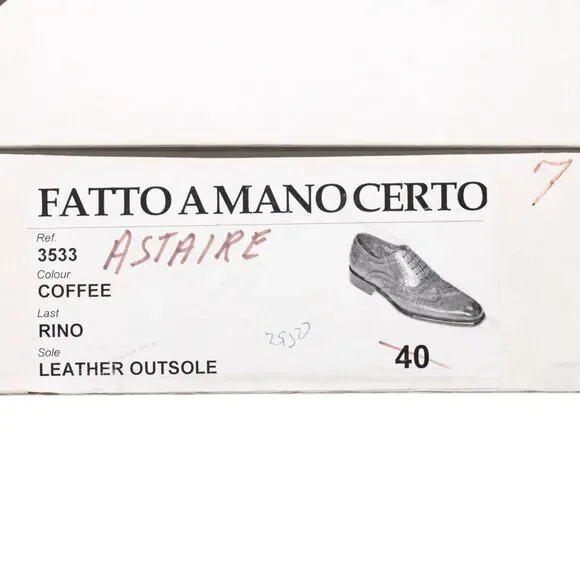 FATTO A MANO CERTO
7
Ref.
3533
ASTAIRE
Colour
COFFEE
Last
RINO
Sole
LEATHER OUTSOLE
40